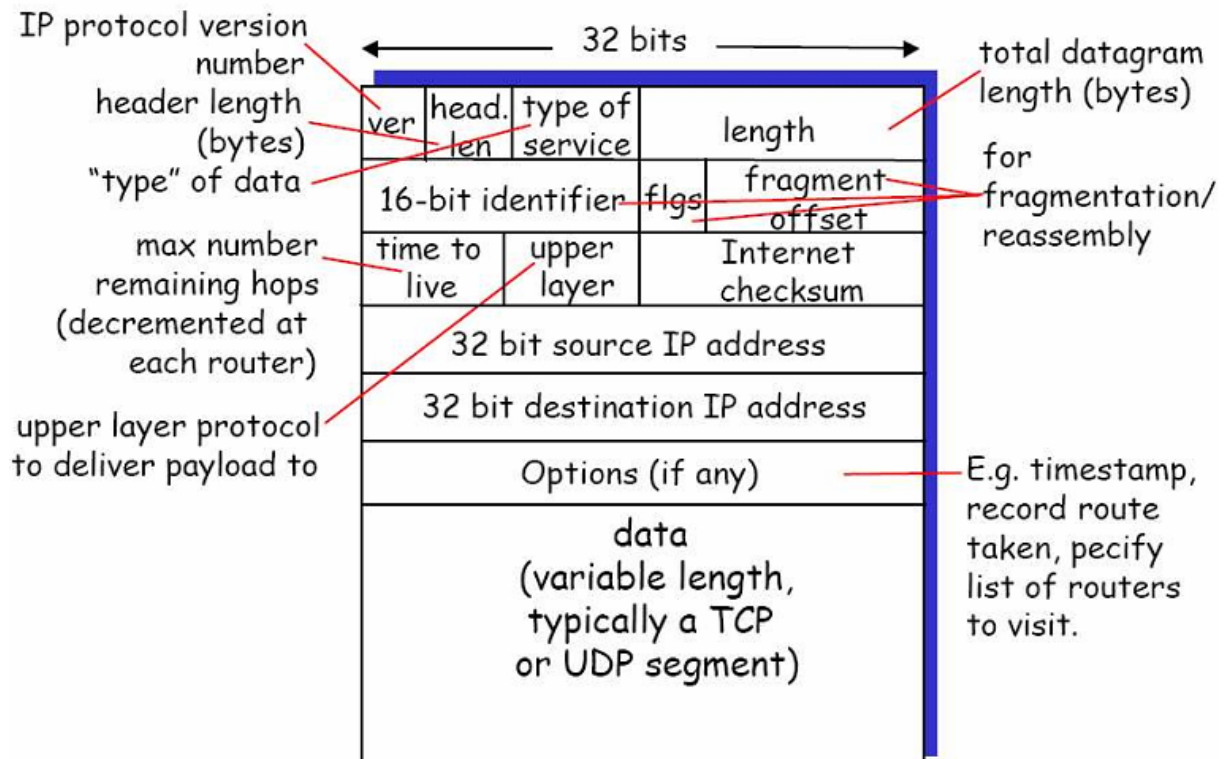 IP protocol version
number
header length
(bytes)
"type" of data
max number
remaining hops
(decremented at
each router)
upper layer protocol
to deliver payload to
32 bits
ver
head.
len
type of
service
length
16-bit identifier
flgs
fragment
offset
time to
live
upper
layer
Internet
checksum
32 bit source IP address
32 bit destination IP address
Options (if any)
data
(variable length,
typically a TCP
or UDP segment)
total datagram
length (bytes)
for
fragmentation/
reassembly
E.g. timestamp,
record route
taken, pecify
list of routers
to visit.